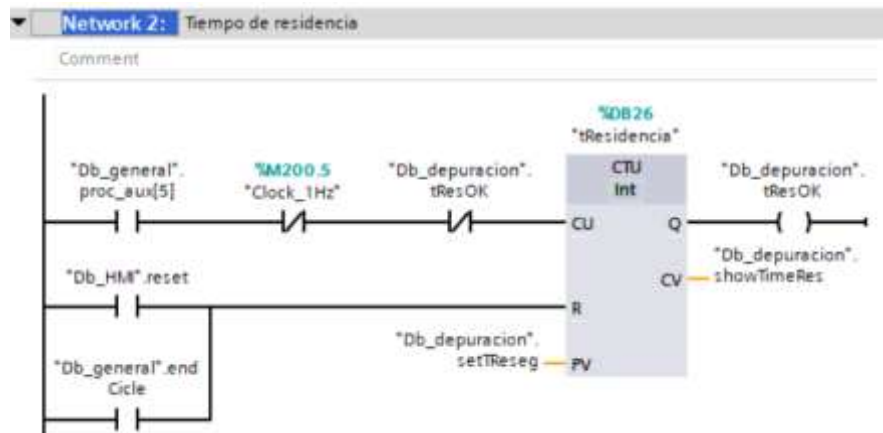 Network 2: Tiempo de residencia
Comment
%DB26
"tResidencia"
"Db_general".
proc_aux[5]
%M200.5
"Clock_1Hz"
"Db_depuracion".
tResOK
CTU
Int
"Db_depuracion".
tResOK
CU
Q
"Db_HMI".reset
CV
"Db_depuracion".
showTimeRes
R
"Db_depuracion".
setTReseg
PV
"Db_general".end
Cicle